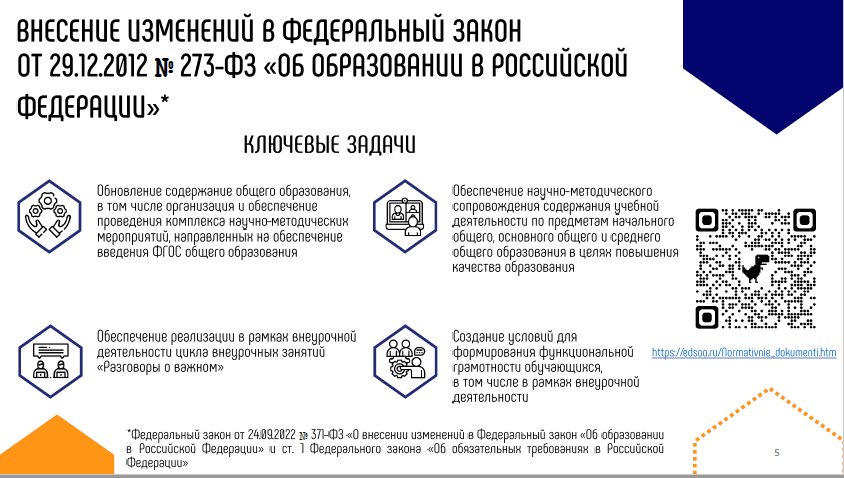 ВНЕСЕНИЕ ИЗМЕНЕНИЙ В ФЕДЕРАЛЬНЫЙ ЗАКОН
ОТ 29.12.2012 № 273-ФЗ «ОБ ОБРАЗОВАНИИ В РОССИЙСКОЙ
ФЕДЕРАЦИИ»*
КЛЮЧЕВЫЕ ЗАДАЧИ
Обновление содержание общего образования,
в том числе организация и обеспечение
проведения комплекса научно-методических
мероприятий, направленных на обеспечение
введения ФГОС общего образования
Обеспечение научно-методического
сопровождения содержания учебной
деятельности по предметам начального
общего, основного общего и среднего
общего образования в целях повышения
качества образования
Обеспечение реализации в рамках внеурочной
деятельности цикла внеурочных занятий
«Разговоры о важном»
Создание условий для
формирования функциональной
грамотности обучающихся,
в том числе в рамках внеурочной
деятельности
https://edsoo.ru/Normativnie_dokumenti.htm
*Федеральный закон от 24.09.2022 № 371-ФЗ «О внесении изменений в Федеральный закон «Об образовании
в Российской Федерации» и ст. 1 Федерального закона «Об обязательных требованиях в Российской
Федерации»
5